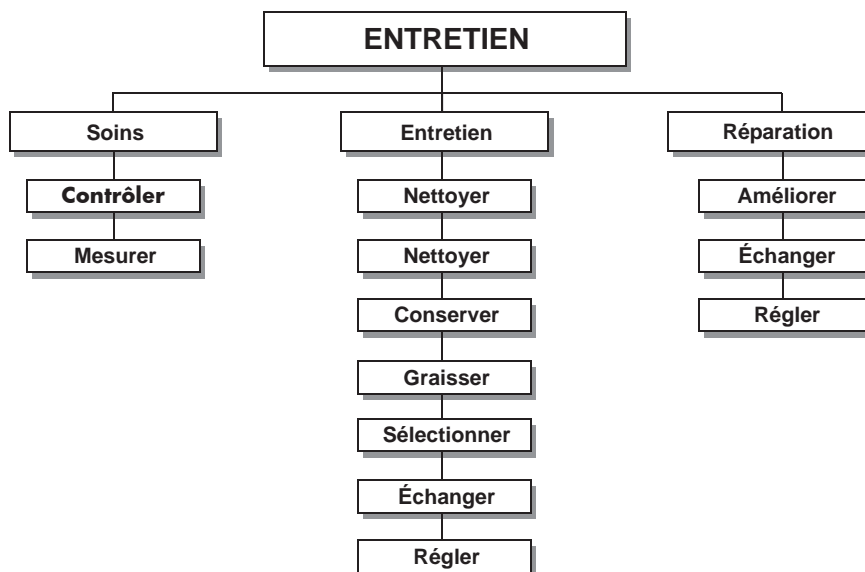 ENTRETIEN
Soins
Contrôler
Mesurer
Entretien
Nettoyer
Nettoyer
Conserver
Graisser
Sélectionner
Échanger
Régler
Réparation
Améliorer
Échanger
Régler